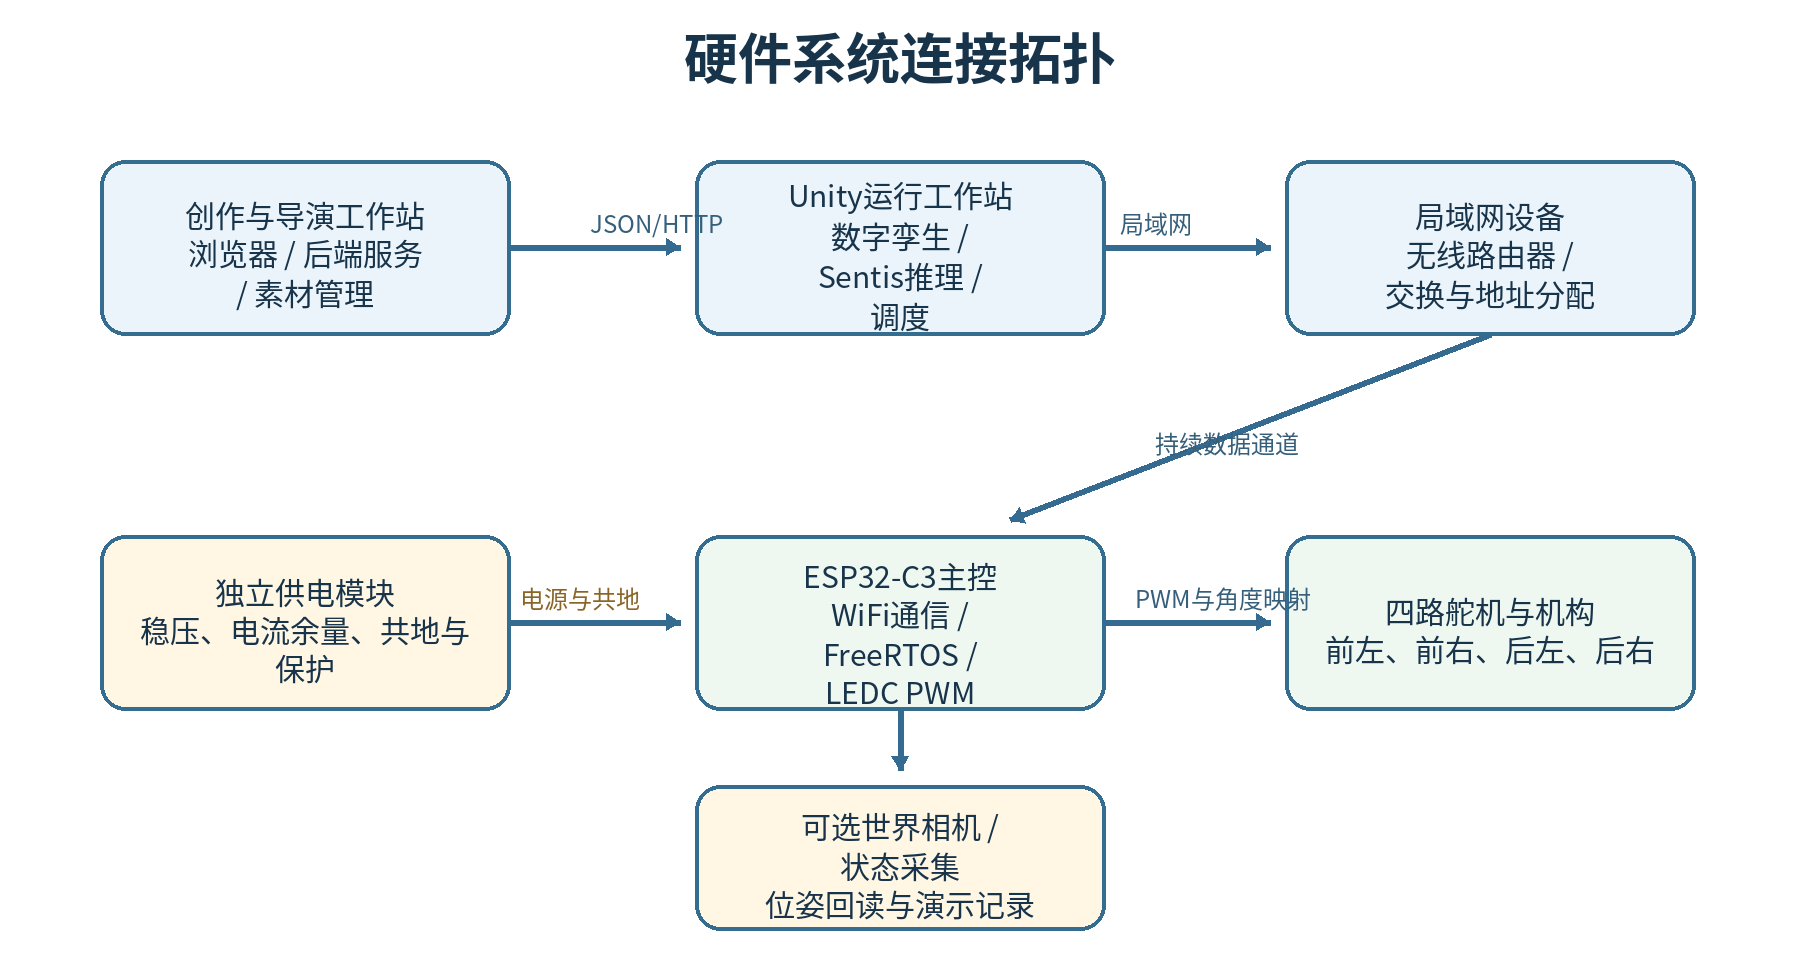 硬件系统连接拓扑
创作与导演工作站
浏览器 / 后端服务
/ 素材管理
JSON/HTTP
Unity运行工作站
数字孪生 /
Sentis推理 /
调度
局域网
局域网设备
无线路由器 /
交换与地址分配
持续数据通道
独立供电模块
稳压、电流余量、共地与
保护
电源与共地
ESP32-C3主控
WiFi通信 /
FreeRTOS /
LEDC PWM
PWM与角度映射
四路舵机与机构
前左、前右、后左、后右
可选世界相机 /
状态采集
位姿回读与演示记录